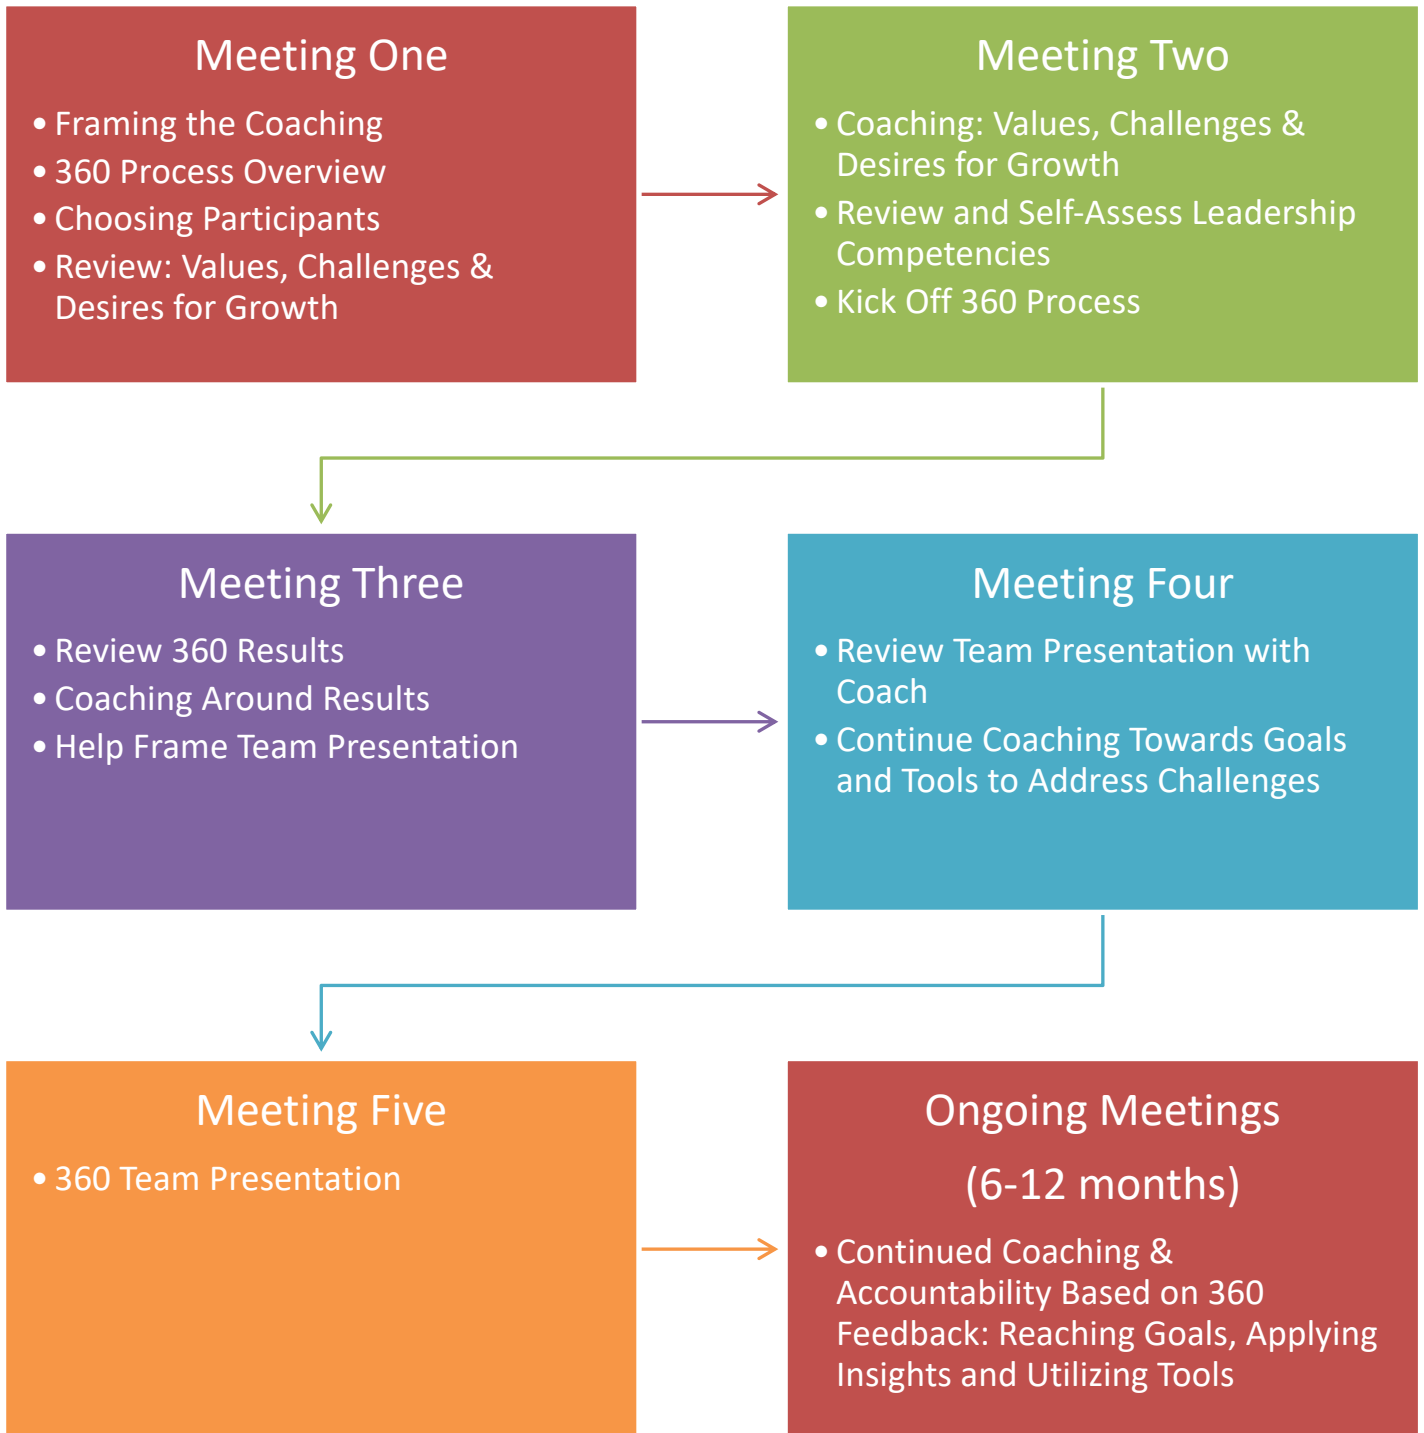 Meeting One
• Framing the Coaching
• 360 Process Overview
• Choosing Participants
• Review: Values, Challenges &
Desires for Growth
Meeting Two
• Coaching: Values, Challenges &
Desires for Growth
• Review and Self-Assess Leadership
Competencies
• Kick Off 360 Process
Meeting Three
• Review 360 Results
• Coaching Around Results
• Help Frame Team Presentation
Meeting Four
• Review Team Presentation with
Coach
• Continue Coaching Towards Goals
and Tools to Address Challenges
Meeting Five
• 360 Team Presentation
Ongoing Meetings
(6-12 months)
• Continued Coaching &
Accountability Based on 360
Feedback: Reaching Goals, Applying
Insights and Utilizing Tools